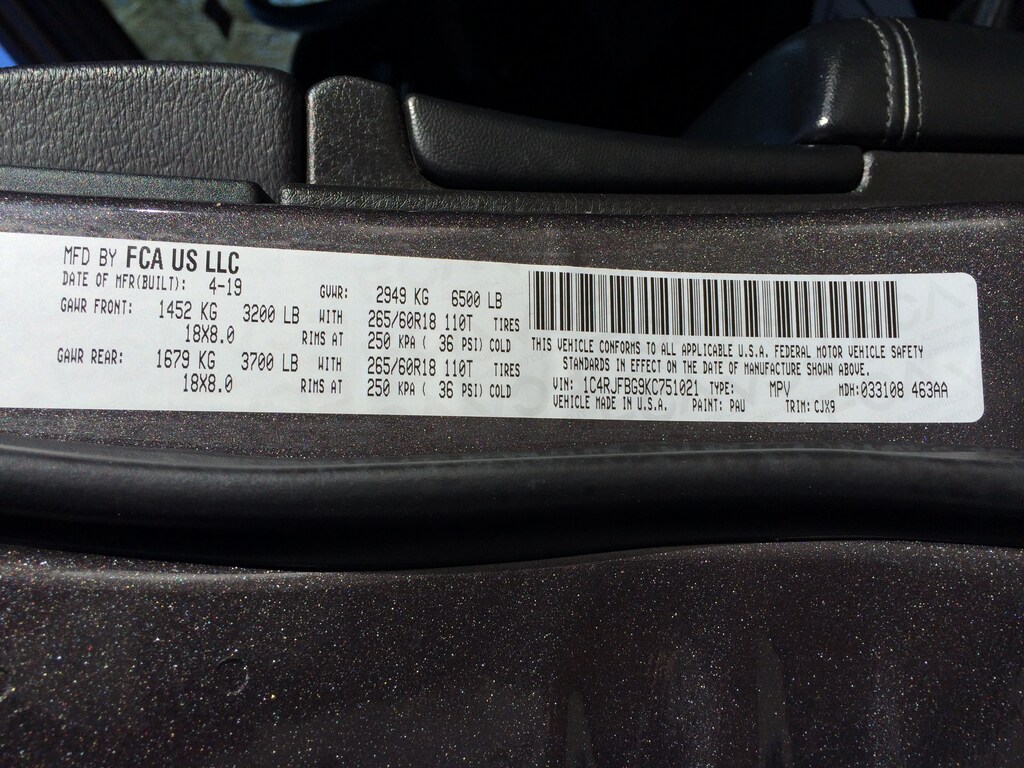 MFD BY FCA US LLC
DATE OF MFR(BUILT): 4-19 GVWR: 2949 KG 6500 LB
GAWR FRONT: 1452 KG 3200 LB WITH 265/60R18 110T TIRES
18X8.0 RIMS AT 250 KPA ( 36 PSI) COLD
GAWR REAR: 1679 KG 3700 LB WITH 265/60R18 110T TIRES
18X8.0 RIMS AT 250 KPA ( 36 PSI) COLD
THIS VEHICLE CONFORMS TO ALL APPLICABLE U.S.A. FEDERAL MOTOR VEHICLE SAFETY
STANDARDS IN EFFECT ON THE DATE OF MANUFACTURE SHOWN ABOVE.
VIN: 1C4RJFBG9KC751021 TYPE: MPV MDH:033108 463AA
VEHICLE MADE IN U.S.A. PAINT: PAU TRIM: CJX9